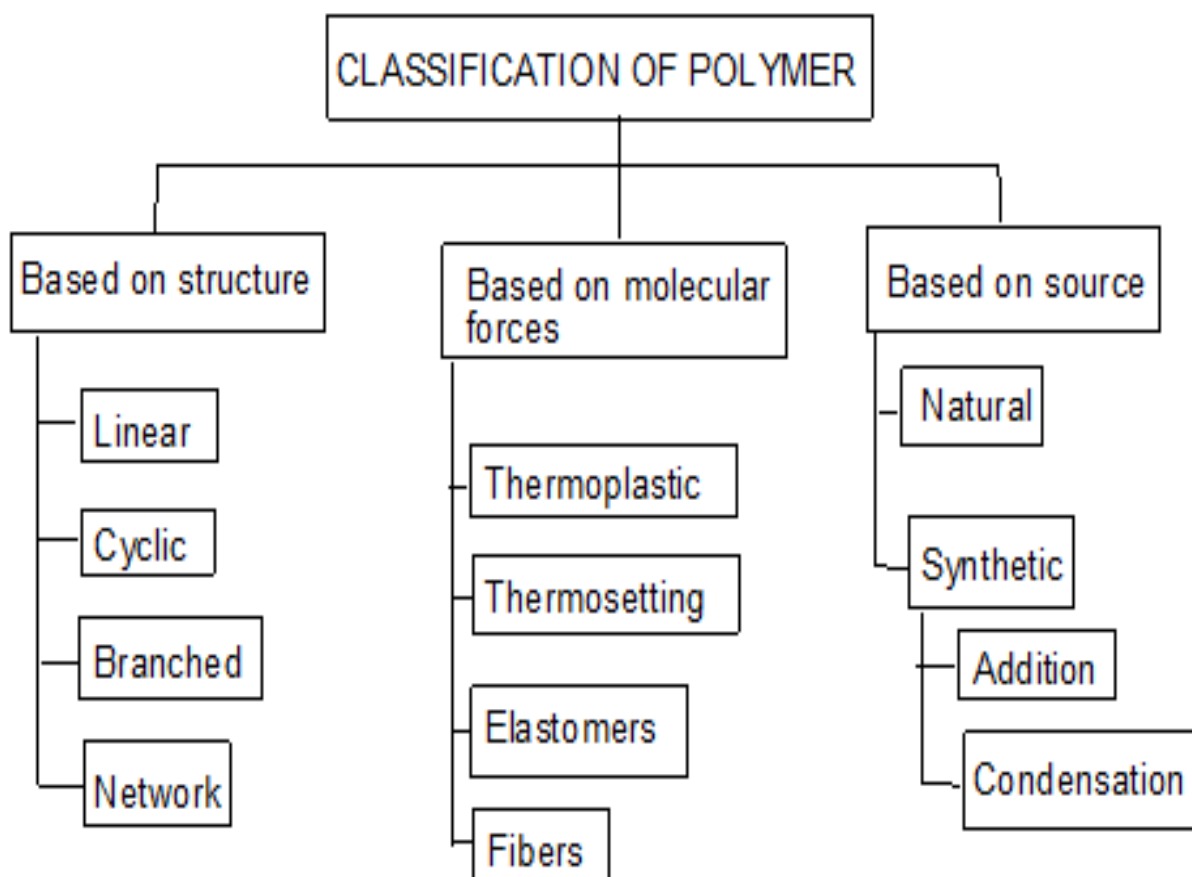 CLASSIFICATION OF POLYMER
Based on structure
Linear
Cyclic
Branched
Network
Based on molecular
forces
Thermoplastic
Thermosetting
Elastomers
Fibers
Based on source
Natural
Synthetic
Addition
Condensation